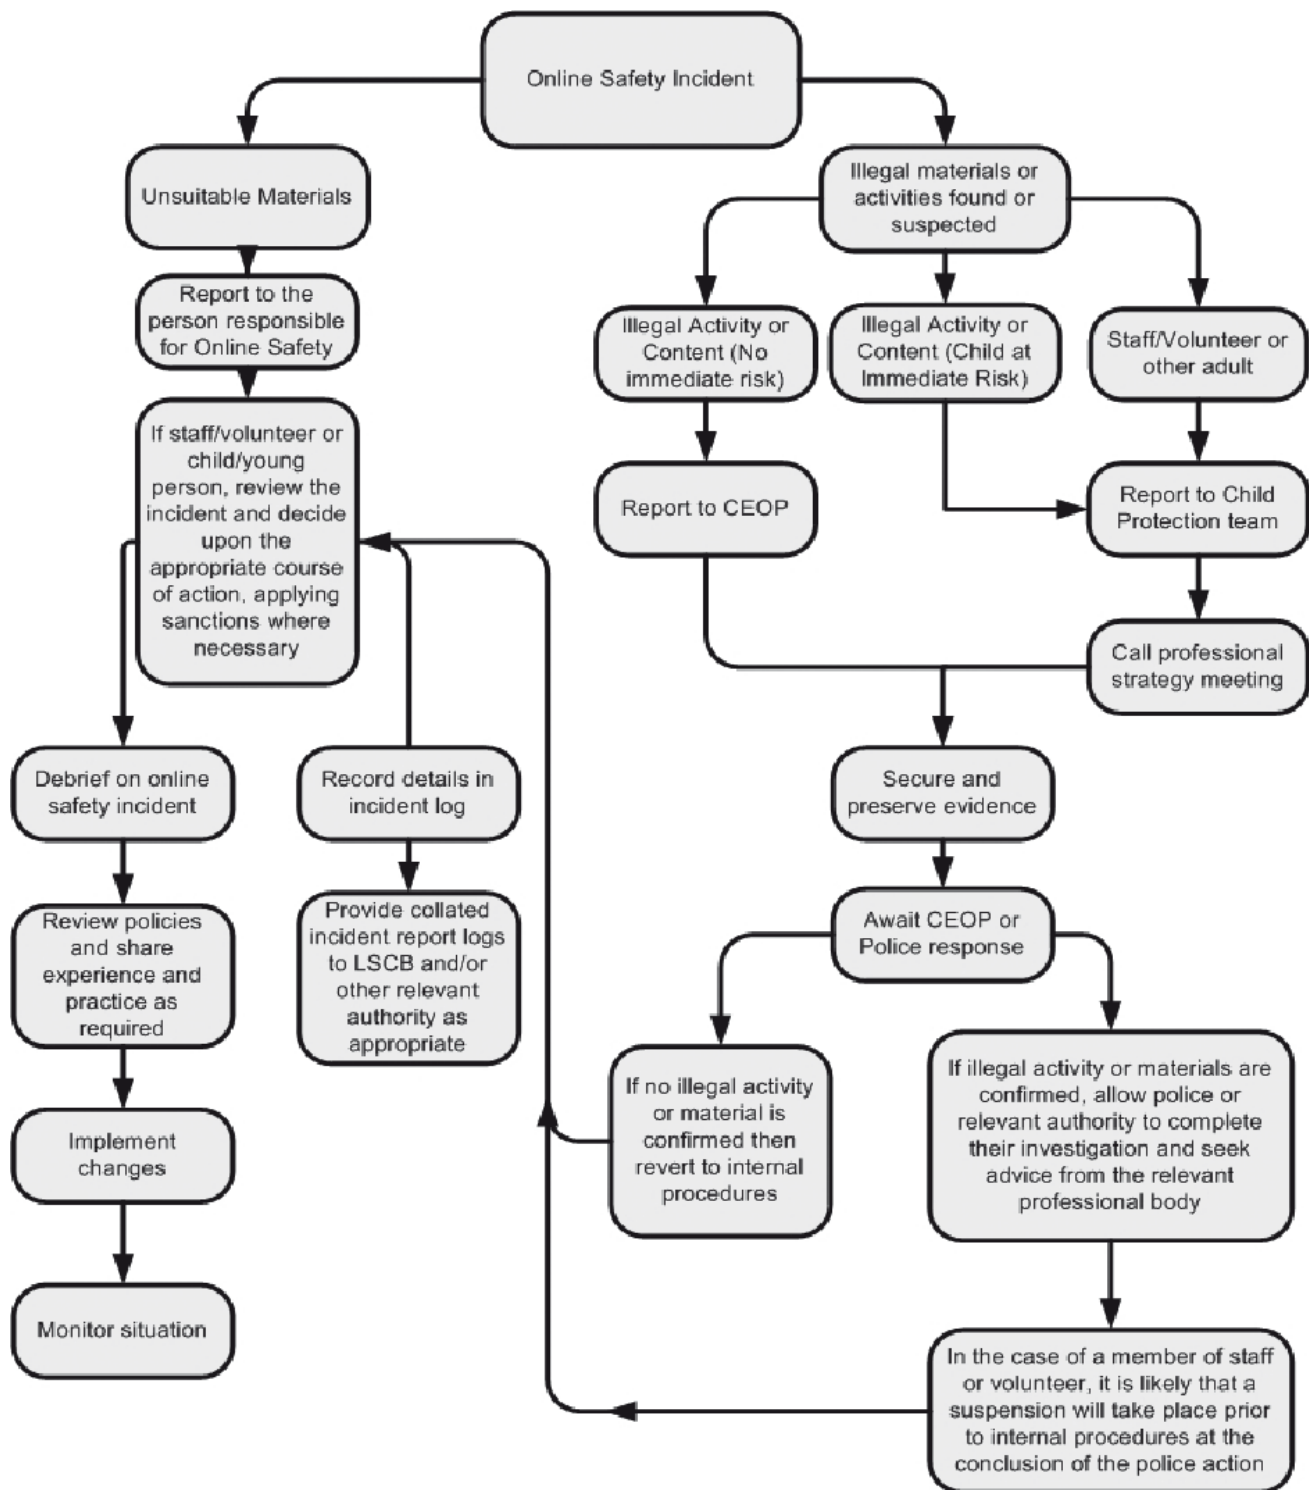 Online Safety Incident
Unsuitable Materials
Report to the
person responsible
for Online Safety
If staff/volunteer or
child/young
person, review the
incident and decide
upon the
appropriate course
of action, applying
sanctions where
necessary
Debrief on online
safety incident
Review policies
and share
experience and
practice as
required
Implement
changes
Monitor situation
Record details in
incident log
Provide collated
incident report logs
to LSCB and/or
other relevant
authority as
appropriate
Illegal materials or
activities found or
suspected
Illegal Activity or
Content (No
immediate risk)
Illegal Activity or
Content (Child at
Immediate Risk)
Staff/Volunteer or
other adult
Report to CEOP
Report to Child
Protection team
Call professional
strategy meeting
Secure and
preserve evidence
Await CEOP or
Police response
If no illegal activity
or material is
confirmed then
revert to internal
procedures
If illegal activity or materials are
confirmed, allow police or
relevant authority to complete
their investigation and seek
advice from the relevant
professional body
In the case of a member of staff
or volunteer, it is likely that a
suspension will take place prior
to internal procedures at the
conclusion of the police action